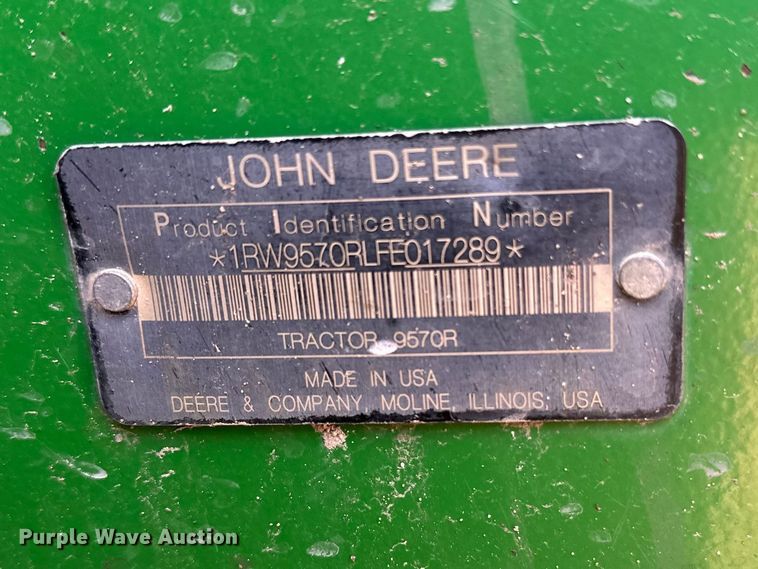 JOHN DEERE
Product Identification Number
*1RW9570RLFE017289*
TRACTOR 9570R
MADE IN USA
DEERE & COMPANY, MOLINE, ILLINOIS, USA
Purple Wave Auction